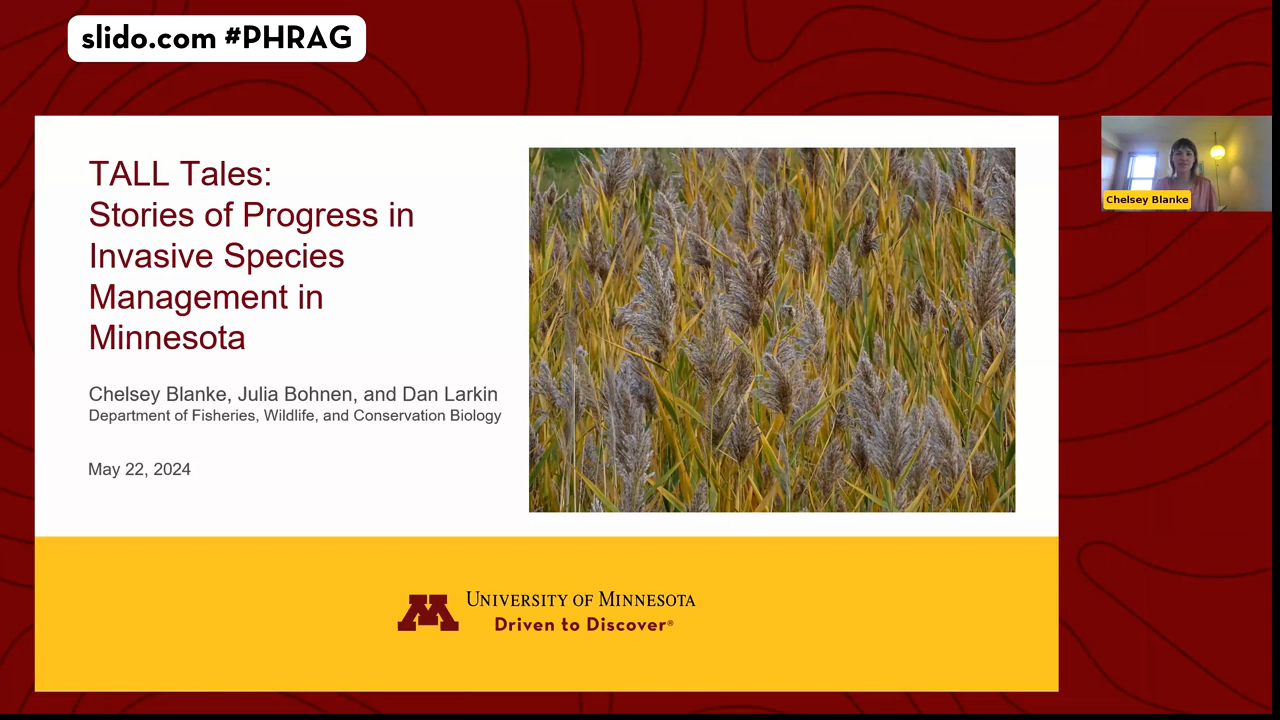 slido.com #PHRAG
TALL Tales:
Stories of Progress in
Invasive Species
Management in
Minnesota
Chelsey Blanke, Julia Bohnen, and Dan Larkin
Department of Fisheries, Wildlife, and Conservation Biology
May 22, 2024
Chelsey Blanke
M
UNIVERSITY OF MINNESOTA
Driven to Discover®